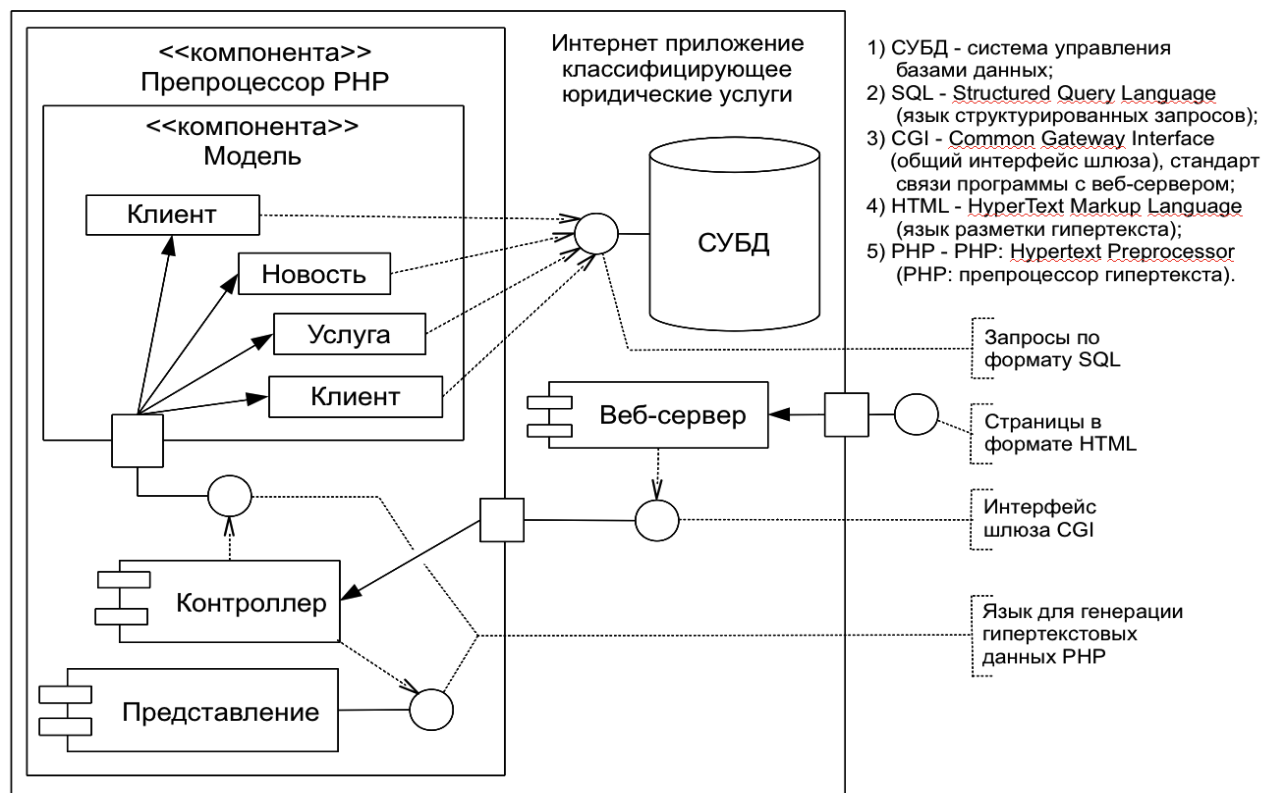 <<компонента>>
Препроцессор PHP
<<компонента>>
Модель
Клиент
Новость
Услуга
Клиент
Контроллер
Представление
Интернет приложение
классифицирующее
юридические услуги
СУБД
Веб-сервер
1) СУБД - система управления
базами данных;
2) SQL - Structured Query Language
(язык структурированных запросов);
3) CGI - Common Gateway Interface
(общий интерфейс шлюза), стандарт
связи программы с веб-сервером;
4) HTML - HyperText Markup Language
(язык разметки гипертекста);
5) PHP - PHP: Hypertext Preprocessor
(PHP: препроцессор гипертекста).
Запросы по
формату SQL
Страницы в
формате HTML
Интерфейс
шлюза CGI
Язык для генерации
гипертекстовых
данных PHP